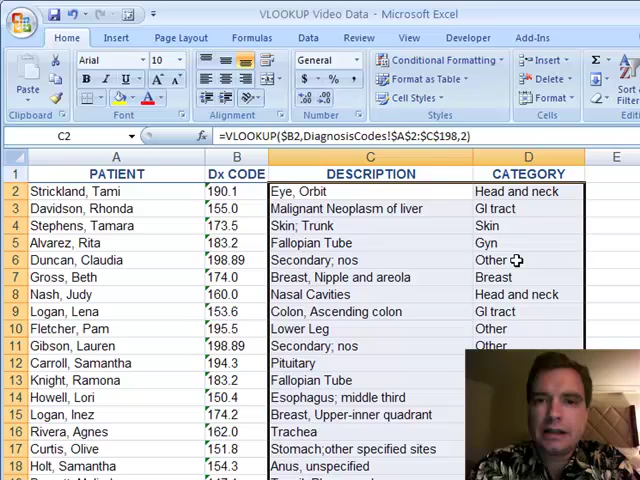 VLOOKUP Video Data - Microsoft Excel
Home Insert Page Layout Formulas Data Review View Developer Add-Ins
Arial 10 General Conditional Formatting Insert Σ
Paste B I U $ % , Format as Table Delete
Cell Styles Format
Clipboard Font Alignment Number Styles Cells
C2 fx =VLOOKUP($B2,DiagnosisCodes!$A$2:$C$198,2)
A B C D E
1 PATIENT Dx CODE DESCRIPTION CATEGORY
2 Strickland, Tami 190.1 Eye, Orbit Head and neck
3 Davidson, Rhonda 155.0 Malignant Neoplasm of liver GI tract
4 Stephens, Tamara 173.5 Skin; Trunk Skin
5 Alvarez, Rita 183.2 Fallopian Tube Gyn
6 Duncan, Claudia 198.89 Secondary; nos Other
7 Gross, Beth 174.0 Breast, Nipple and areola Breast
8 Nash, Judy 160.0 Nasal Cavities Head and neck
9 Logan, Lena 153.6 Colon, Ascending colon GI tract
10 Fletcher, Pam 195.5 Lower Leg Other
11 Gibson, Lauren 198.89 Secondary; nos Other
12 Carroll, Samantha 194.3 Pituitary
13 Knight, Ramona 183.2 Fallopian Tube
14 Howell, Lori 150.4 Esophagus; middle third
15 Logan, Inez 174.2 Breast, Upper-inner quadrant
16 Rivera, Agnes 162.0 Trachea
17 Curtis, Olive 151.8 Stomach;other specified sites
18 Holt, Samantha 154.3 Anus, unspecified